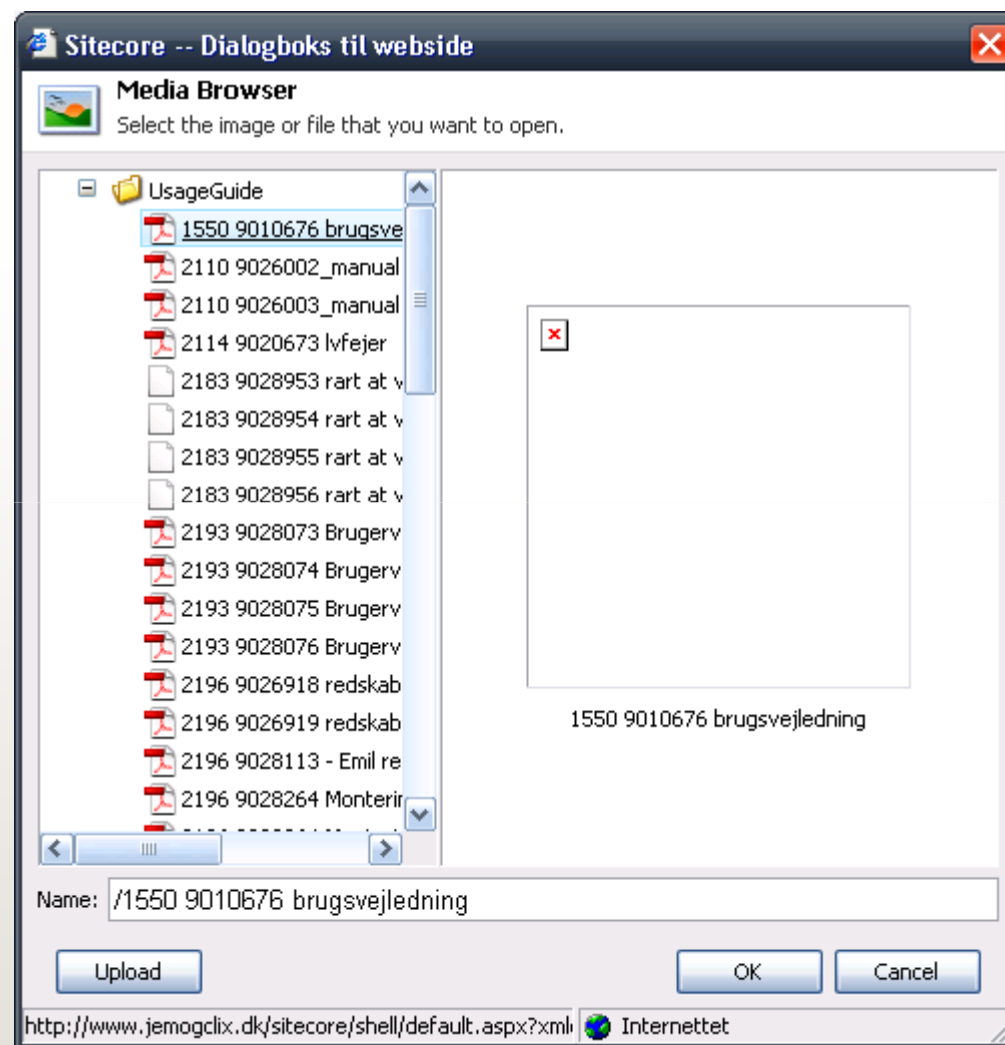 Sitecore -- Dialogboks til webside
Media Browser
Select the image or file that you want to open.
UsageGuide
1550 9010676 brugsve
2110 9026002_manual
2110 9026003_manual
2114 9020673 lvfejer
2183 9028953 rart at v
2183 9028954 rart at v
2183 9028955 rart at v
2183 9028956 rart at v
2193 9028073 Brugerv
2193 9028074 Brugerv
2193 9028075 Brugerv
2193 9028076 Brugerv
2196 9026918 redskab
2196 9026919 redskab
2196 9028113 - Emil re
2196 9028264 Monterin
1550 9010676 brugsvejledning
Name: /1550 9010676 brugsvejledning
Upload OK Cancel
http://www.jemogclix.dk/sitecore/shell/default.aspx?xml Internettet